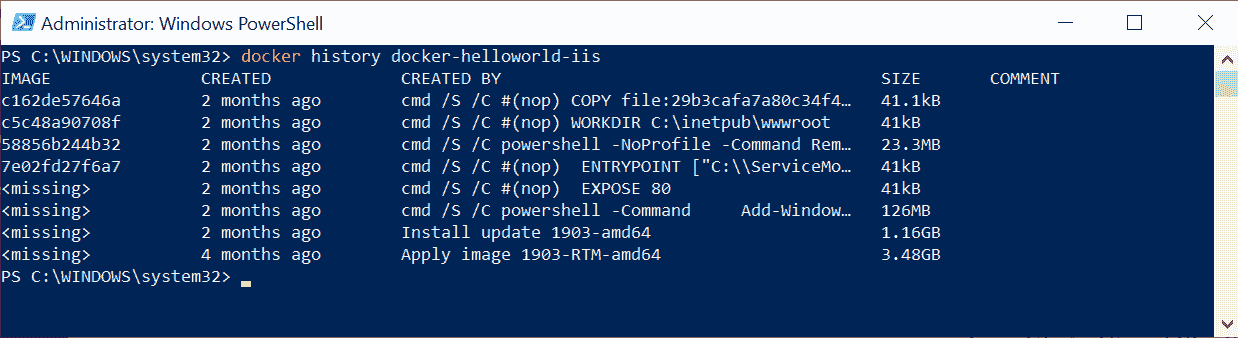 Administrator: Windows PowerShell
PS C:\WINDOWS\system32> docker history docker-helloworld-iis
IMAGE CREATED CREATED BY SIZE COMMENT
c162de57646a 2 months ago cmd /S /C #(nop) COPY file:29b3cafa7a80c34f4… 41.1kB
c5c48a90708f 2 months ago cmd /S /C #(nop) WORKDIR C:\inetpub\wwwroot 41kB
58856b244b32 2 months ago cmd /S /C powershell -NoProfile -Command Rem… 23.3MB
7e02fd27f6a7 2 months ago cmd /S /C #(nop)  ENTRYPOINT ["C:\\ServiceMo… 41kB
<missing> 2 months ago cmd /S /C #(nop)  EXPOSE 80 41kB
<missing> 2 months ago cmd /S /C powershell -Command     Add-Window… 126MB
<missing> 2 months ago Install update 1903-amd64 1.16GB
<missing> 4 months ago Apply image 1903-RTM-amd64 3.48GB
PS C:\WINDOWS\system32>